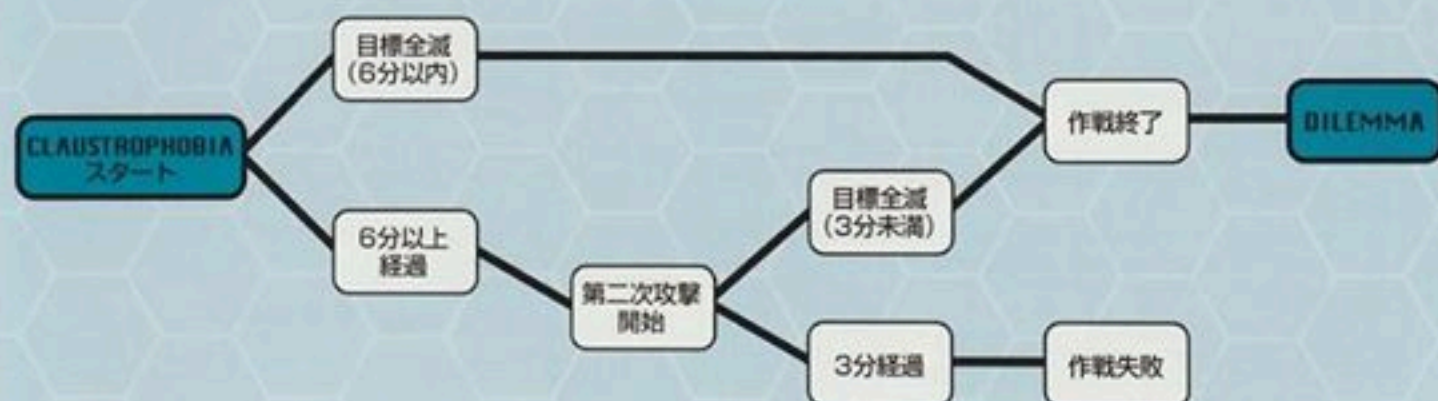 CLAUSTROPHOBIA
スタート
目標全滅
(6分以内)
6分以上
経過
第二次攻撃
開始
目標全滅
(3分未満)
3分経過
作戦終了
作戦失敗
DILEMMA